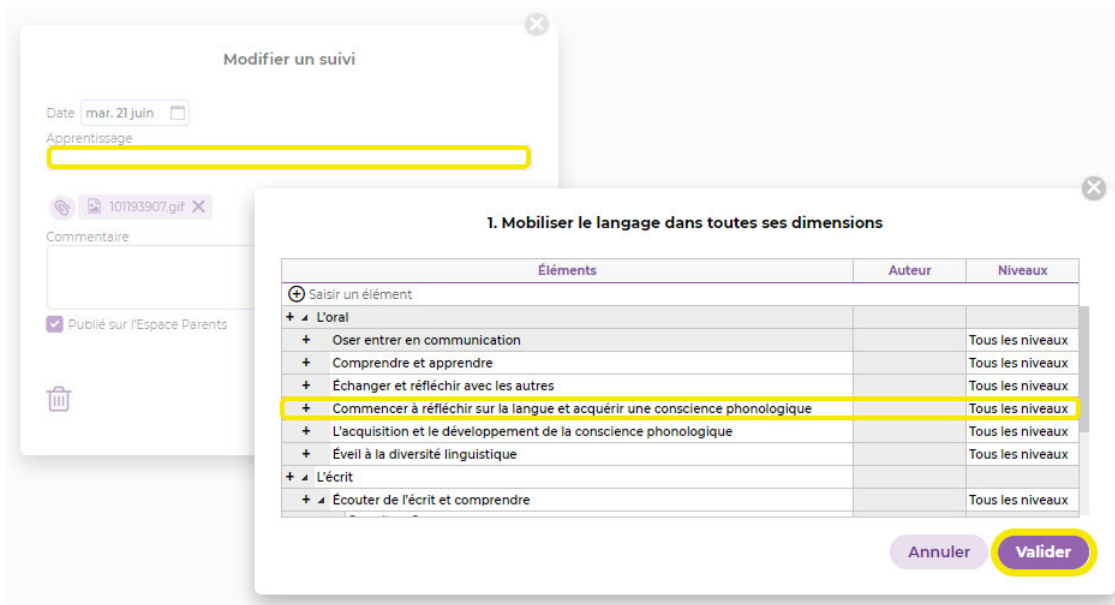 Modifier un suivi
Date mar. 21 juin
Apprentissage
101193907.gif
Commentaire
Publié sur l'Espace Parents
1. Mobiliser le langage dans toutes ses dimensions
Éléments Auteur Niveaux
Saisir un élément
L'oral
Oser entrer en communication Tous les niveaux
Comprendre et apprendre Tous les niveaux
Échanger et réfléchir avec les autres Tous les niveaux
Commencer à réfléchir sur la langue et acquérir une conscience phonologique Tous les niveaux
L'acquisition et le développement de la conscience phonologique Tous les niveaux
Éveil à la diversité linguistique Tous les niveaux
L'écrit
Écouter de l'écrit et comprendre Tous les niveaux
Annuler Valider